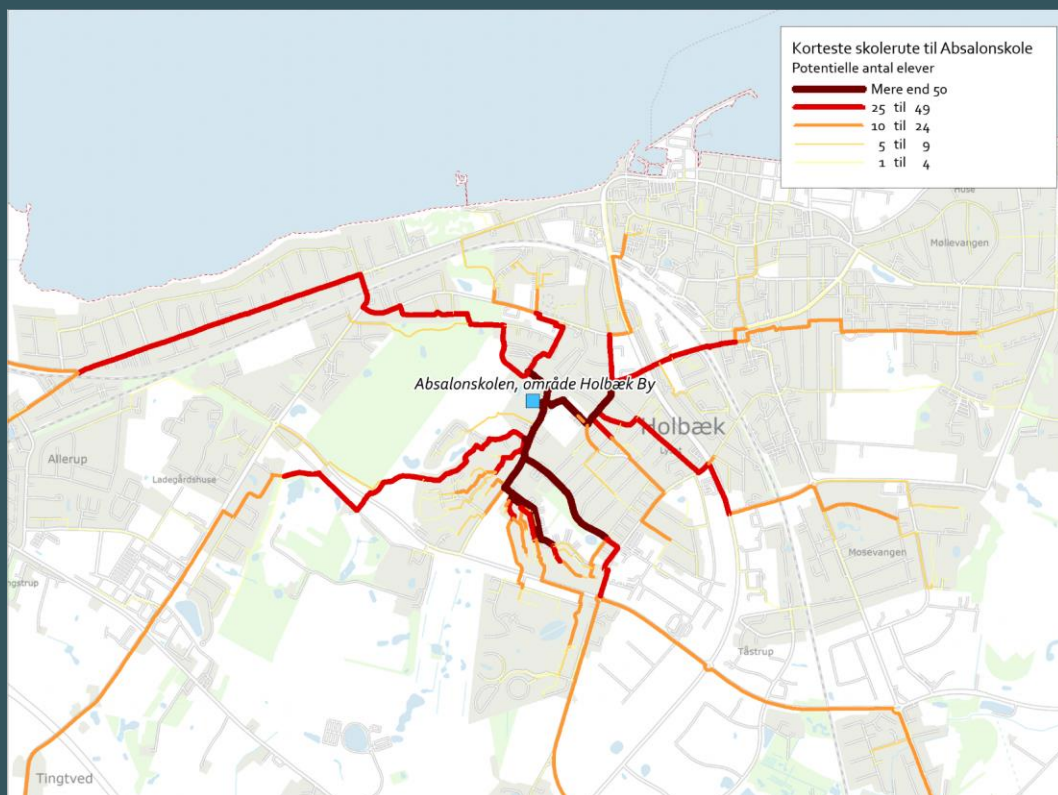 Korteste skolerute til Absalonskole
Potentielle antal elever
Mere end 50
25 til 49
10 til 24
5 til 9
1 til 4
Huse
Møllevangen
Absalonskolen, område Holbæk By
Holbæk
Allerup
Ladegårdshuse
Mosevangen
Tåstrup
Tingtved